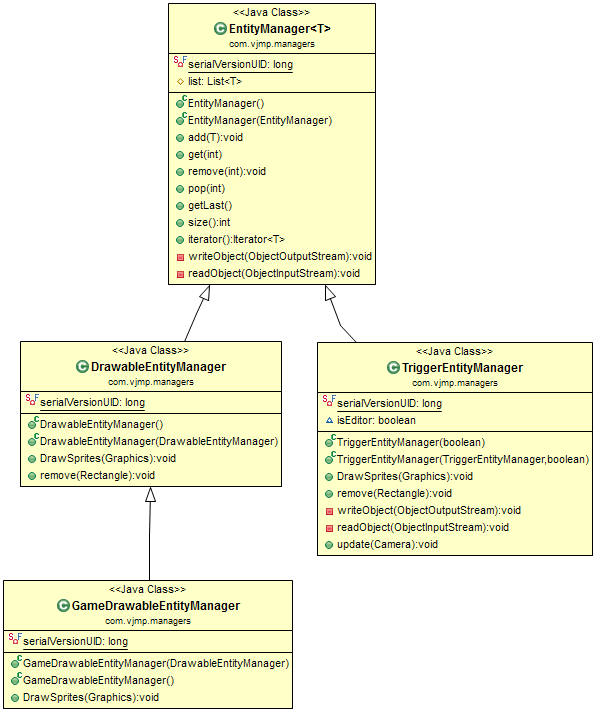 <<Java Class>>
EntityManager<T>
com.vjmp.managers
serialVersionUID: long
list: List<T>
EntityManager()
EntityManager(EntityManager)
add(T):void
get(int)
remove(int):void
pop(int)
getLast()
size():int
iterator():Iterator<T>
writeObject(ObjectOutputStream):void
readObject(ObjectInputStream):void
<<Java Class>>
DrawableEntityManager
com.vjmp.managers
serialVersionUID: long
DrawableEntityManager()
DrawableEntityManager(DrawableEntityManager)
DrawSprites(Graphics):void
remove(Rectangle):void
<<Java Class>>
TriggerEntityManager
com.vjmp.managers
serialVersionUID: long
isEditor: boolean
TriggerEntityManager(boolean)
TriggerEntityManager(TriggerEntityManager,boolean)
DrawSprites(Graphics):void
remove(Rectangle):void
writeObject(ObjectOutputStream):void
readObject(ObjectInputStream):void
update(Camera):void
<<Java Class>>
GameDrawableEntityManager
com.vjmp.managers
serialVersionUID: long
GameDrawableEntityManager(DrawableEntityManager)
GameDrawableEntityManager()
DrawSprites(Graphics):void